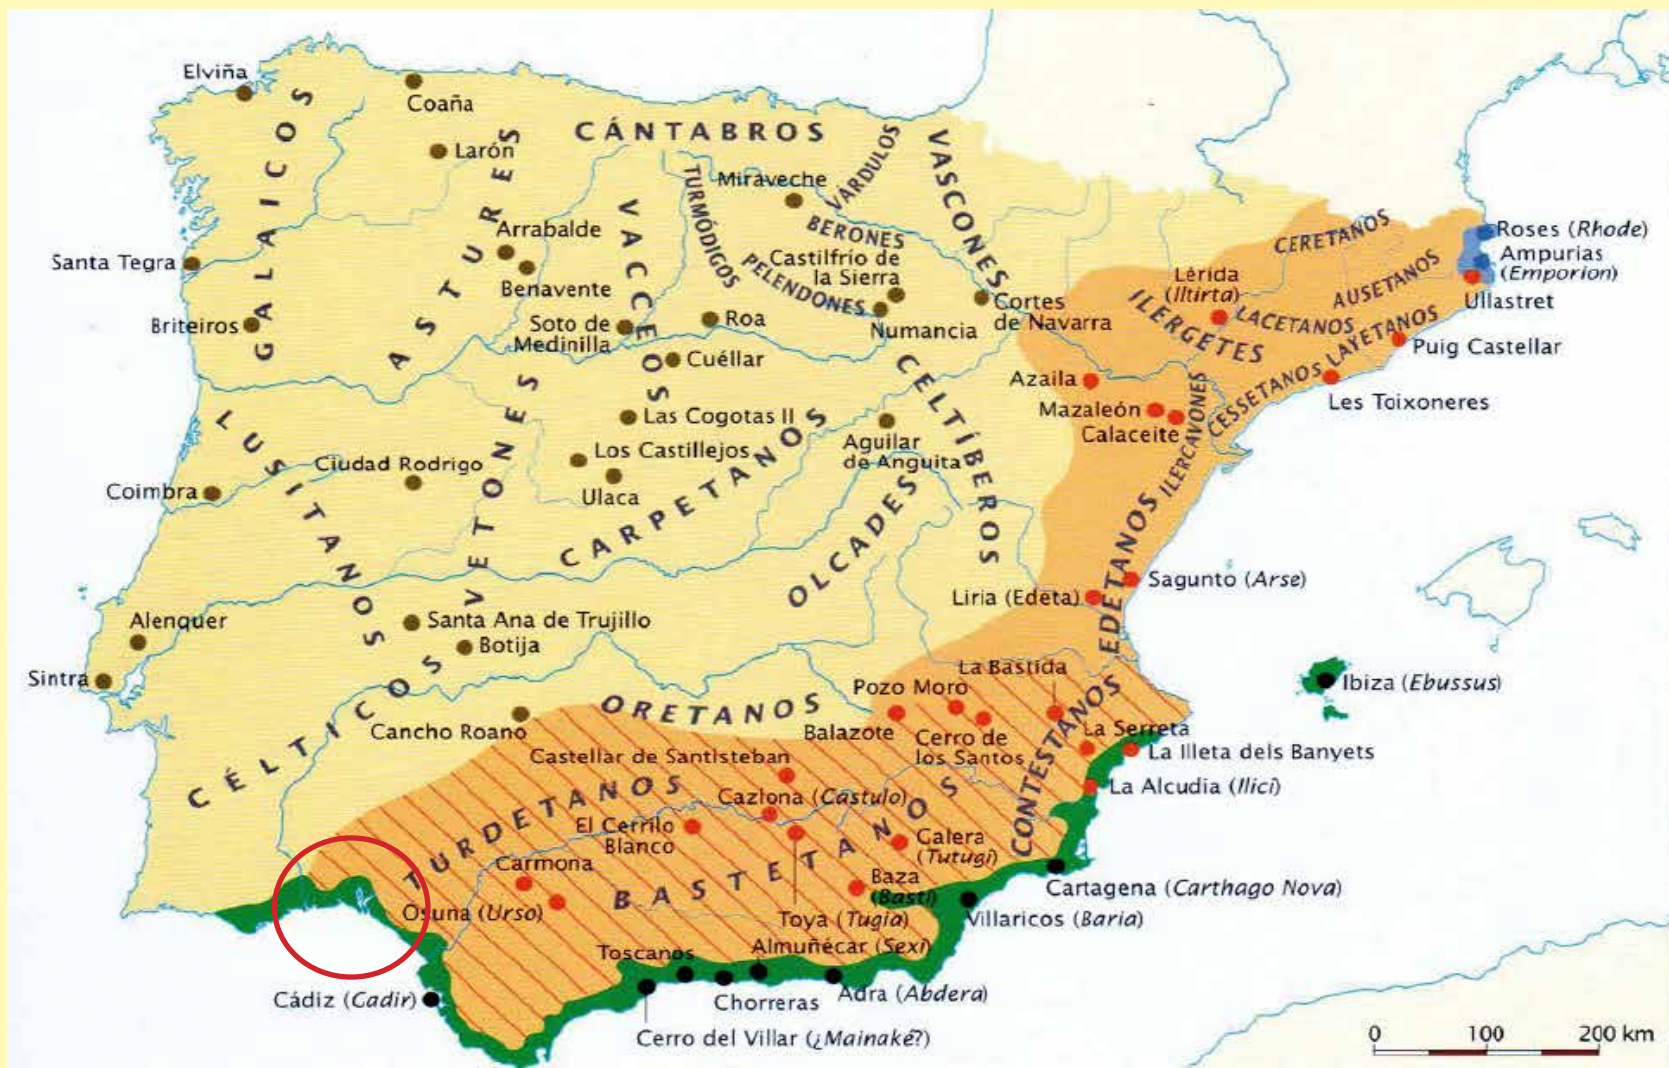 Elviña
Coaña
Larón
GALAICOS
ASTURES
CÁNTABROS
VÁRDULOS
VASCONES
TURMÓDIGOS
Miraveche
BERONES
VACCEOS
Arrabalde
Benavente
Castilfrío de
la Sierra
PELENDONES
Numancia
Cortes
de Navarra
Santa Tegra
Briteiros
Soto de
Medinilla
Roa
Cuéllar
CERETANOS
Roses (Rhode)
Ampurias
(Emporion)
Ullastret
Lérida
(Iltirta)
AUSETANOS
ILERGETES
LACETANOS
LAYETANOS
Puig Castellar
CESSETANOS
Les Toixoneres
Azaila
Mazaleón
Calaceite
ILERCAVONES
LUSITANOS
VETONES
Las Cogotas II
Los Castillejos
Ulaca
CARPETANOS
Aguilar
de Anguita
CELTÍBEROS
Ciudad Rodrigo
Coimbra
OLCADES
EDETANOS
Sagunto (Arse)
Liria (Edeta)
Alenquer
Sintra
Santa Ana de Trujillo
Botija
CÉLTICOS
Cancho Roano
ORETANOS
La Bastida
Pozo Moro
Balazote
Cerro de
los Santos
CONTESTANOS
La Serreta
La Illeta dels Banyets
La Alcudia (Ilici)
Ibiza (Ebussus)
Castellar de Santisteban
TURDETANOS
Cazlona (Castulo)
El Cerrilo
Blanco
Carmona
Osuna (Urso)
BASTETANOS
Galera
(Tutugi)
Baza
(Basti)
Toya (Tugia)
Cartagena (Carthago Nova)
Villaricos (Baria)
Almuñécar (Sexi)
Toscanos
Chorreras
Adra (Abdera)
Cádiz (Cadir)
Cerro del Villar (¿Mainaké?)
0 100 200 km